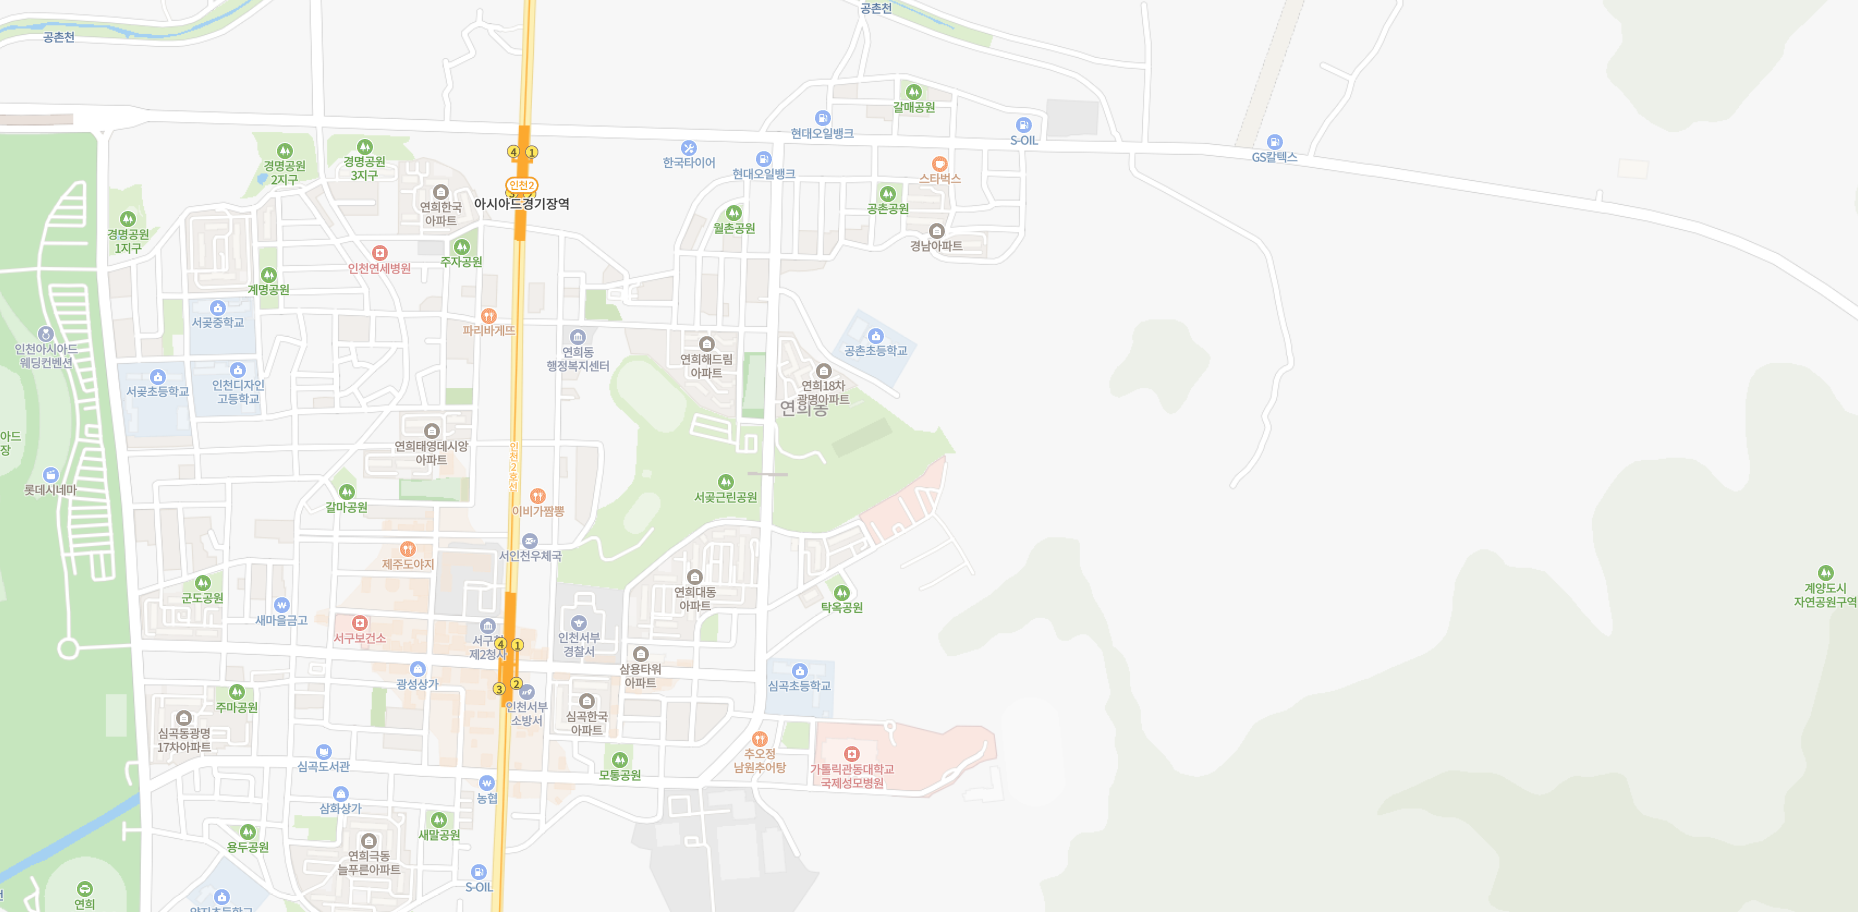 공촌천
공촌천
갈매공원
현대오일뱅크
S-OIL
한국타이어
현대오일뱅크
GS칼텍스
스타벅스
경명공원
2지구
경명공원
3지구
4
1
인천2
아시아드경기장역
연희한국
아파트
공촌공원
월촌공원
경남아파트
경명공원
1지구
주자공원
인천연세병원
계명공원
서곶중학교
파리바게뜨
연희동
행정복지센터
인천아시아드
웨딩컨벤션
연희해드림
아파트
공촌초등학교
서곶초등학교
인천디자인
고등학교
연희18차
광명아파트
연희동
아드
장
연희태영데시앙
아파트
인천2호선
롯데시네마
갈마공원
이비가짬뽕
서곶근린공원
서인천우체국
제주도야지
군도공원
새마을금고
연희대동
아파트
탁옥공원
계양도시
자연공원구역
서구보건소
서구청
제2청사
4
1
인천서부
경찰서
삼용타워
아파트
광성상가
심곡초등학교
3
2
주마공원
인천서부
소방서
심곡한국
아파트
심곡동광명
17차아파트
심곡도서관
모통공원
추오정
남원추어탕
가톨릭관동대학교
국제성모병원
삼화상가
농협
새말공원
용두공원
연희극동
늘푸른아파트
S-OIL
연희
양지초등학교